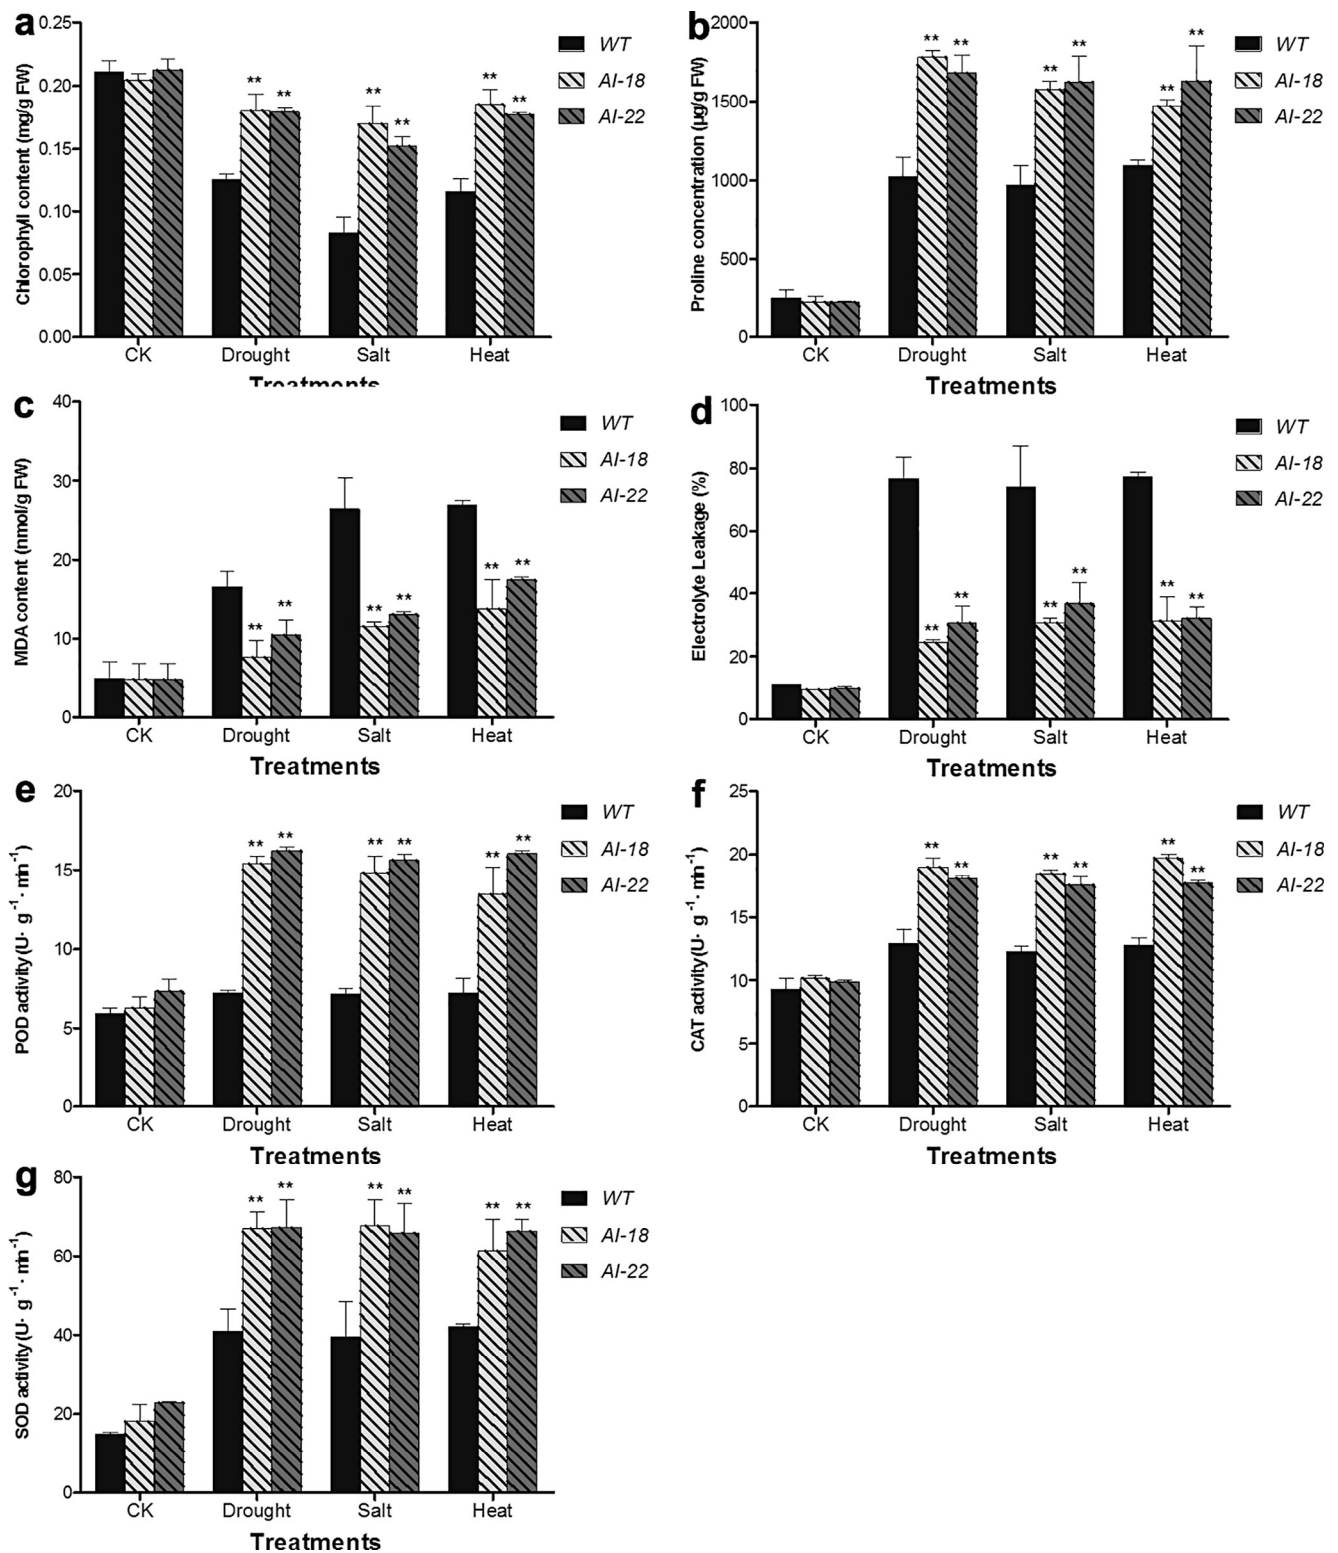 a
Chlorophyll content (mg/g FW)
0.25
0.20
0.15
0.10
0.05
0.00
** ** ** ** ** **
CK Drought Salt Heat
Treatments
WT
AI-18
AI-22
b
Proline concentration (µg/g FW)
2000
1500
1000
500
0
** ** ** ** ** **
CK Drought Salt Heat
Treatments
WT
AI-18
AI-22
c
MDA content (nmol/g FW)
40
30
20
10
0
** ** ** ** ** **
CK Drought Salt Heat
Treatments
WT
AI-18
AI-22
d
Electrolyte Leakage (%)
100
80
60
40
20
0
** ** ** ** ** **
CK Drought Salt Heat
Treatments
WT
AI-18
AI-22
e
POD activity (U· g⁻¹· min⁻¹)
20
15
10
5
0
** ** ** ** ** **
CK Drought Salt Heat
Treatments
WT
AI-18
AI-22
f
CAT activity (U· g⁻¹· min⁻¹)
25
20
15
10
5
0
** ** ** ** ** **
CK Drought Salt Heat
Treatments
WT
AI-18
AI-22
g
SOD activity (U· g⁻¹· min⁻¹)
80
60
40
20
0
** ** ** ** ** **
CK Drought Salt Heat
Treatments
WT
AI-18
AI-22